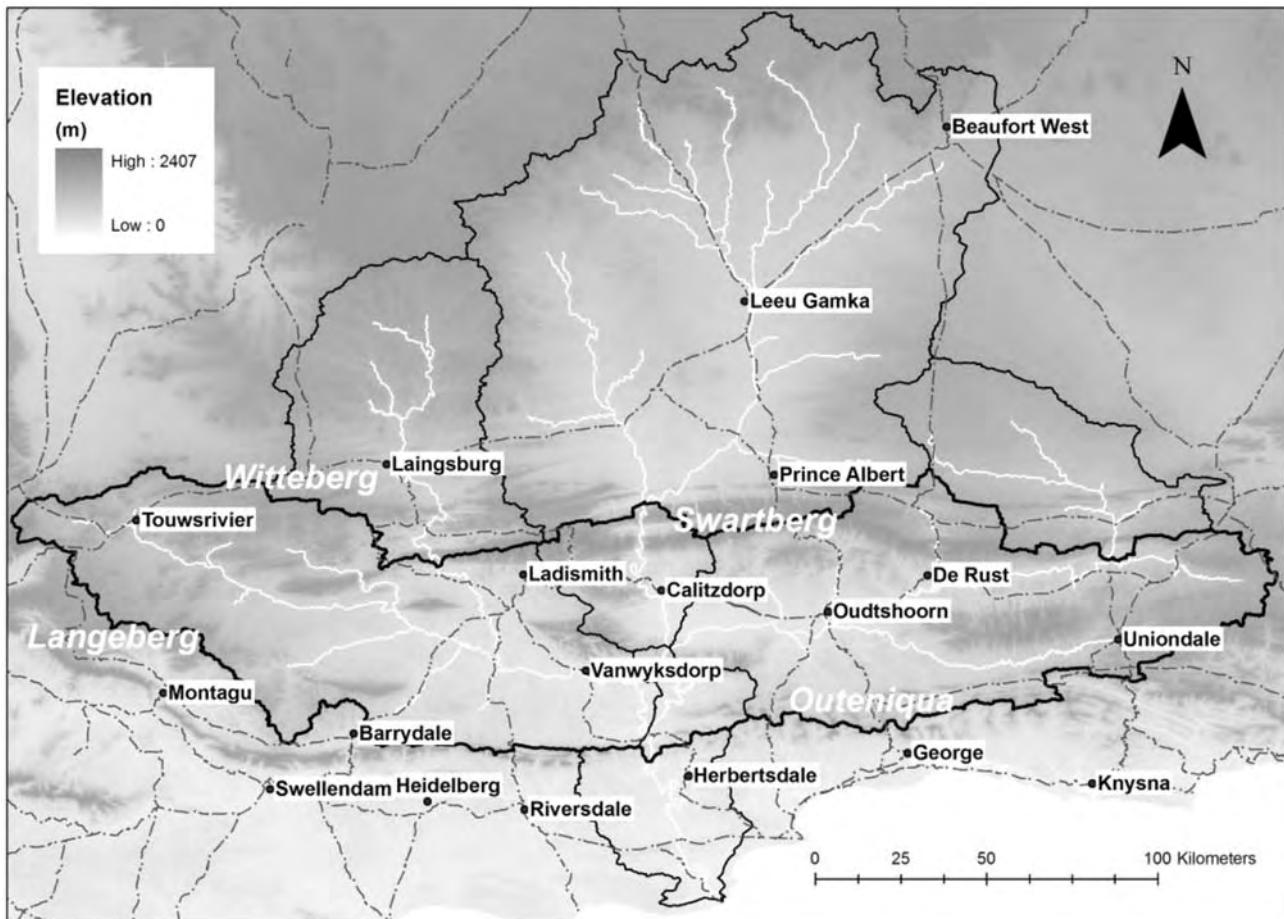 Elevation
(m)
High : 2407
Low : 0
N
Beaufort West
Leeu Gamka
Laingsburg
Witteberg
Prince Albert
Touwsrivier
Swartberg
Ladismith
De Rust
Calitzdorp
Oudtshoorn
Langeberg
Uniondale
Vanwyksdorp
Montagu
Outeniqua
Barrydale
George
Herbertsdale
Knysna
Swellendam
Heidelberg
Riversdale
0 25 50 100 Kilometers